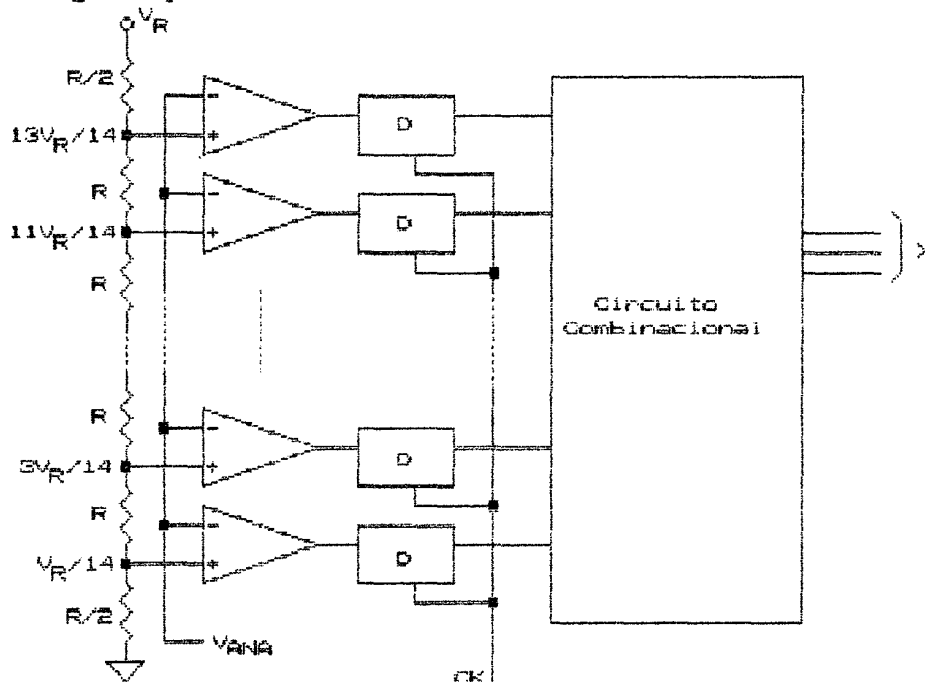 V_R
R/2
13V_R/14
R
11V_R/14
R
R
3V_R/14
R
V_R/14
R/2
- + D
- + D
- + D
- + D
Circuito
Combinacional
V_ANA
CK